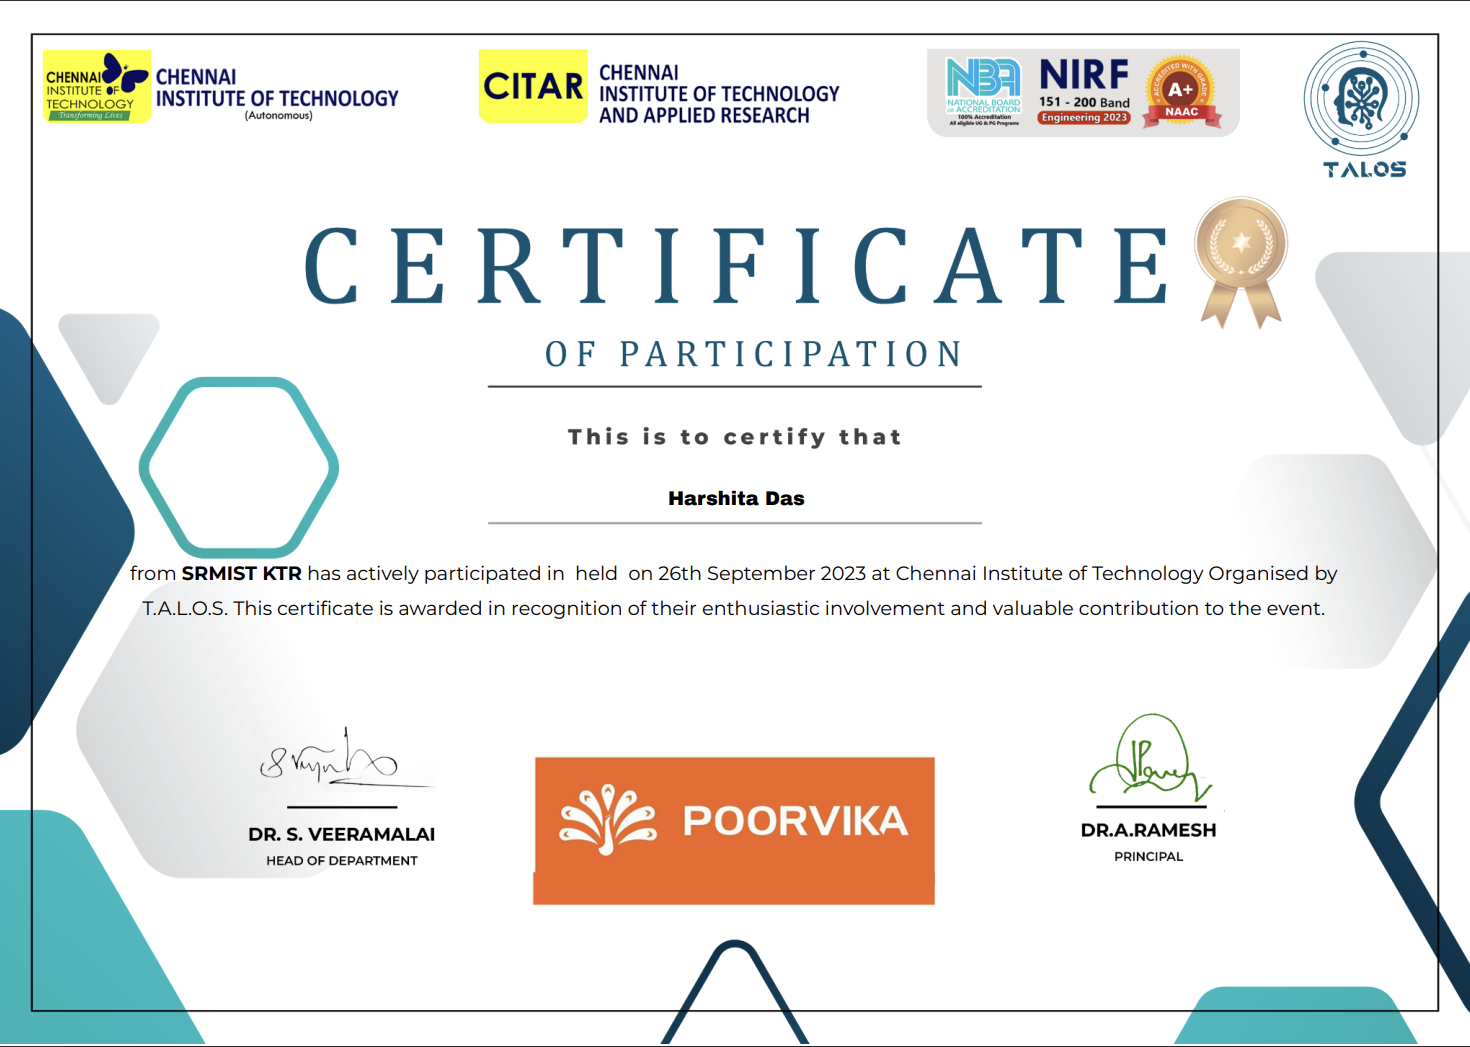 CHENNAI
INSTITUTE OF
TECHNOLOGY
Transforming Lives
CHENNAI
INSTITUTE OF TECHNOLOGY
(Autonomous)
CITAR
CHENNAI
INSTITUTE OF TECHNOLOGY
AND APPLIED RESEARCH
NBA
NATIONAL BOARD
OF ACCREDITATION
100% Accreditation
All eligible UG & PG Programs
NIRF
151 - 200 Band
Engineering 2023
ACCREDITED WITH GRADE
A+
NAAC
TALOS
CERTIFICATE
OF PARTICIPATION
This is to certify that
Harshita Das
from SRMIST KTR has actively participated in  held  on 26th September 2023 at Chennai Institute of Technology Organised by
T.A.L.O.S. This certificate is awarded in recognition of their enthusiastic involvement and valuable contribution to the event.
DR. S. VEERAMALAI
HEAD OF DEPARTMENT
POORVIKA
DR.A.RAMESH
PRINCIPAL